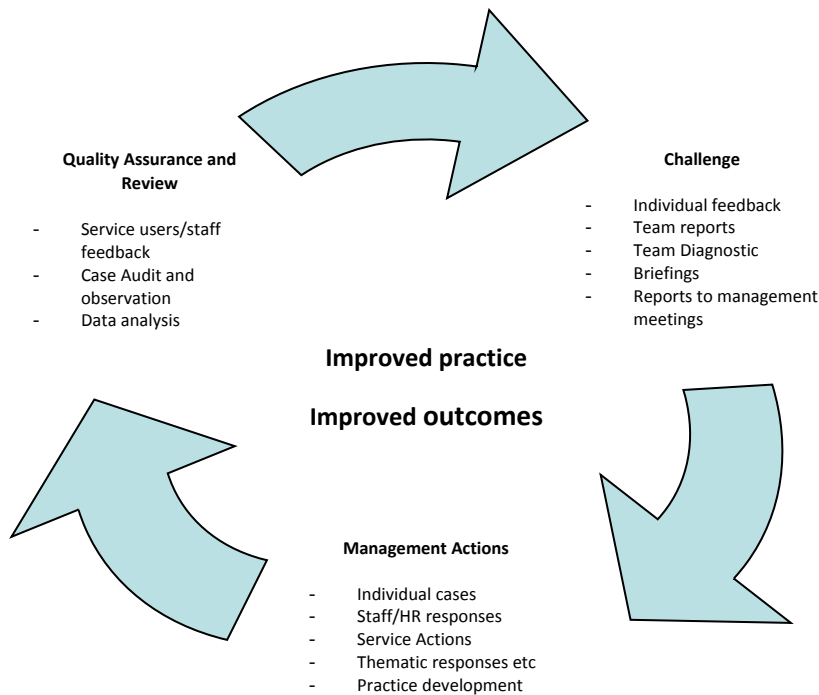 Quality Assurance and
Review
- Service users/staff
feedback
- Case Audit and
observation
- Data analysis
Challenge
- Individual feedback
- Team reports
- Team Diagnostic
- Briefings
- Reports to management
meetings
Improved practice
Improved outcomes
Management Actions
- Individual cases
- Staff/HR responses
- Service Actions
- Thematic responses etc
- Practice development